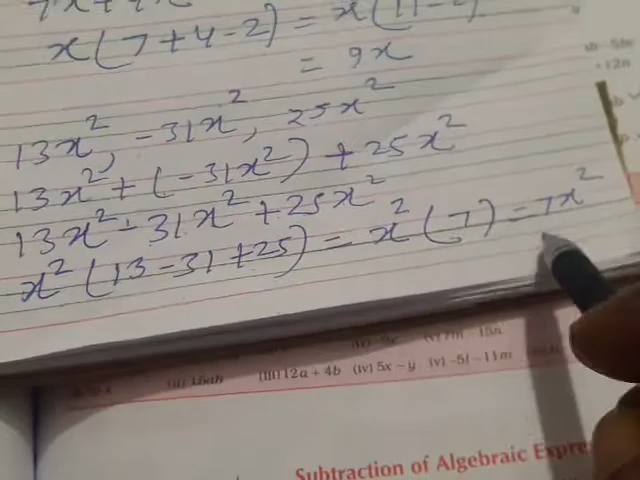 x(7+4-2) = x(11-2)
= 9x
13x², -31x², 25x²
13x² + (-31x²) + 25x²
13x² - 31x² + 25x²
x² (13 - 31 + 25) = x² (7) = 7x²
(iii) 12a + 4b (iv) 5x - y (v) -5l - 11m
Subtraction of Algebraic